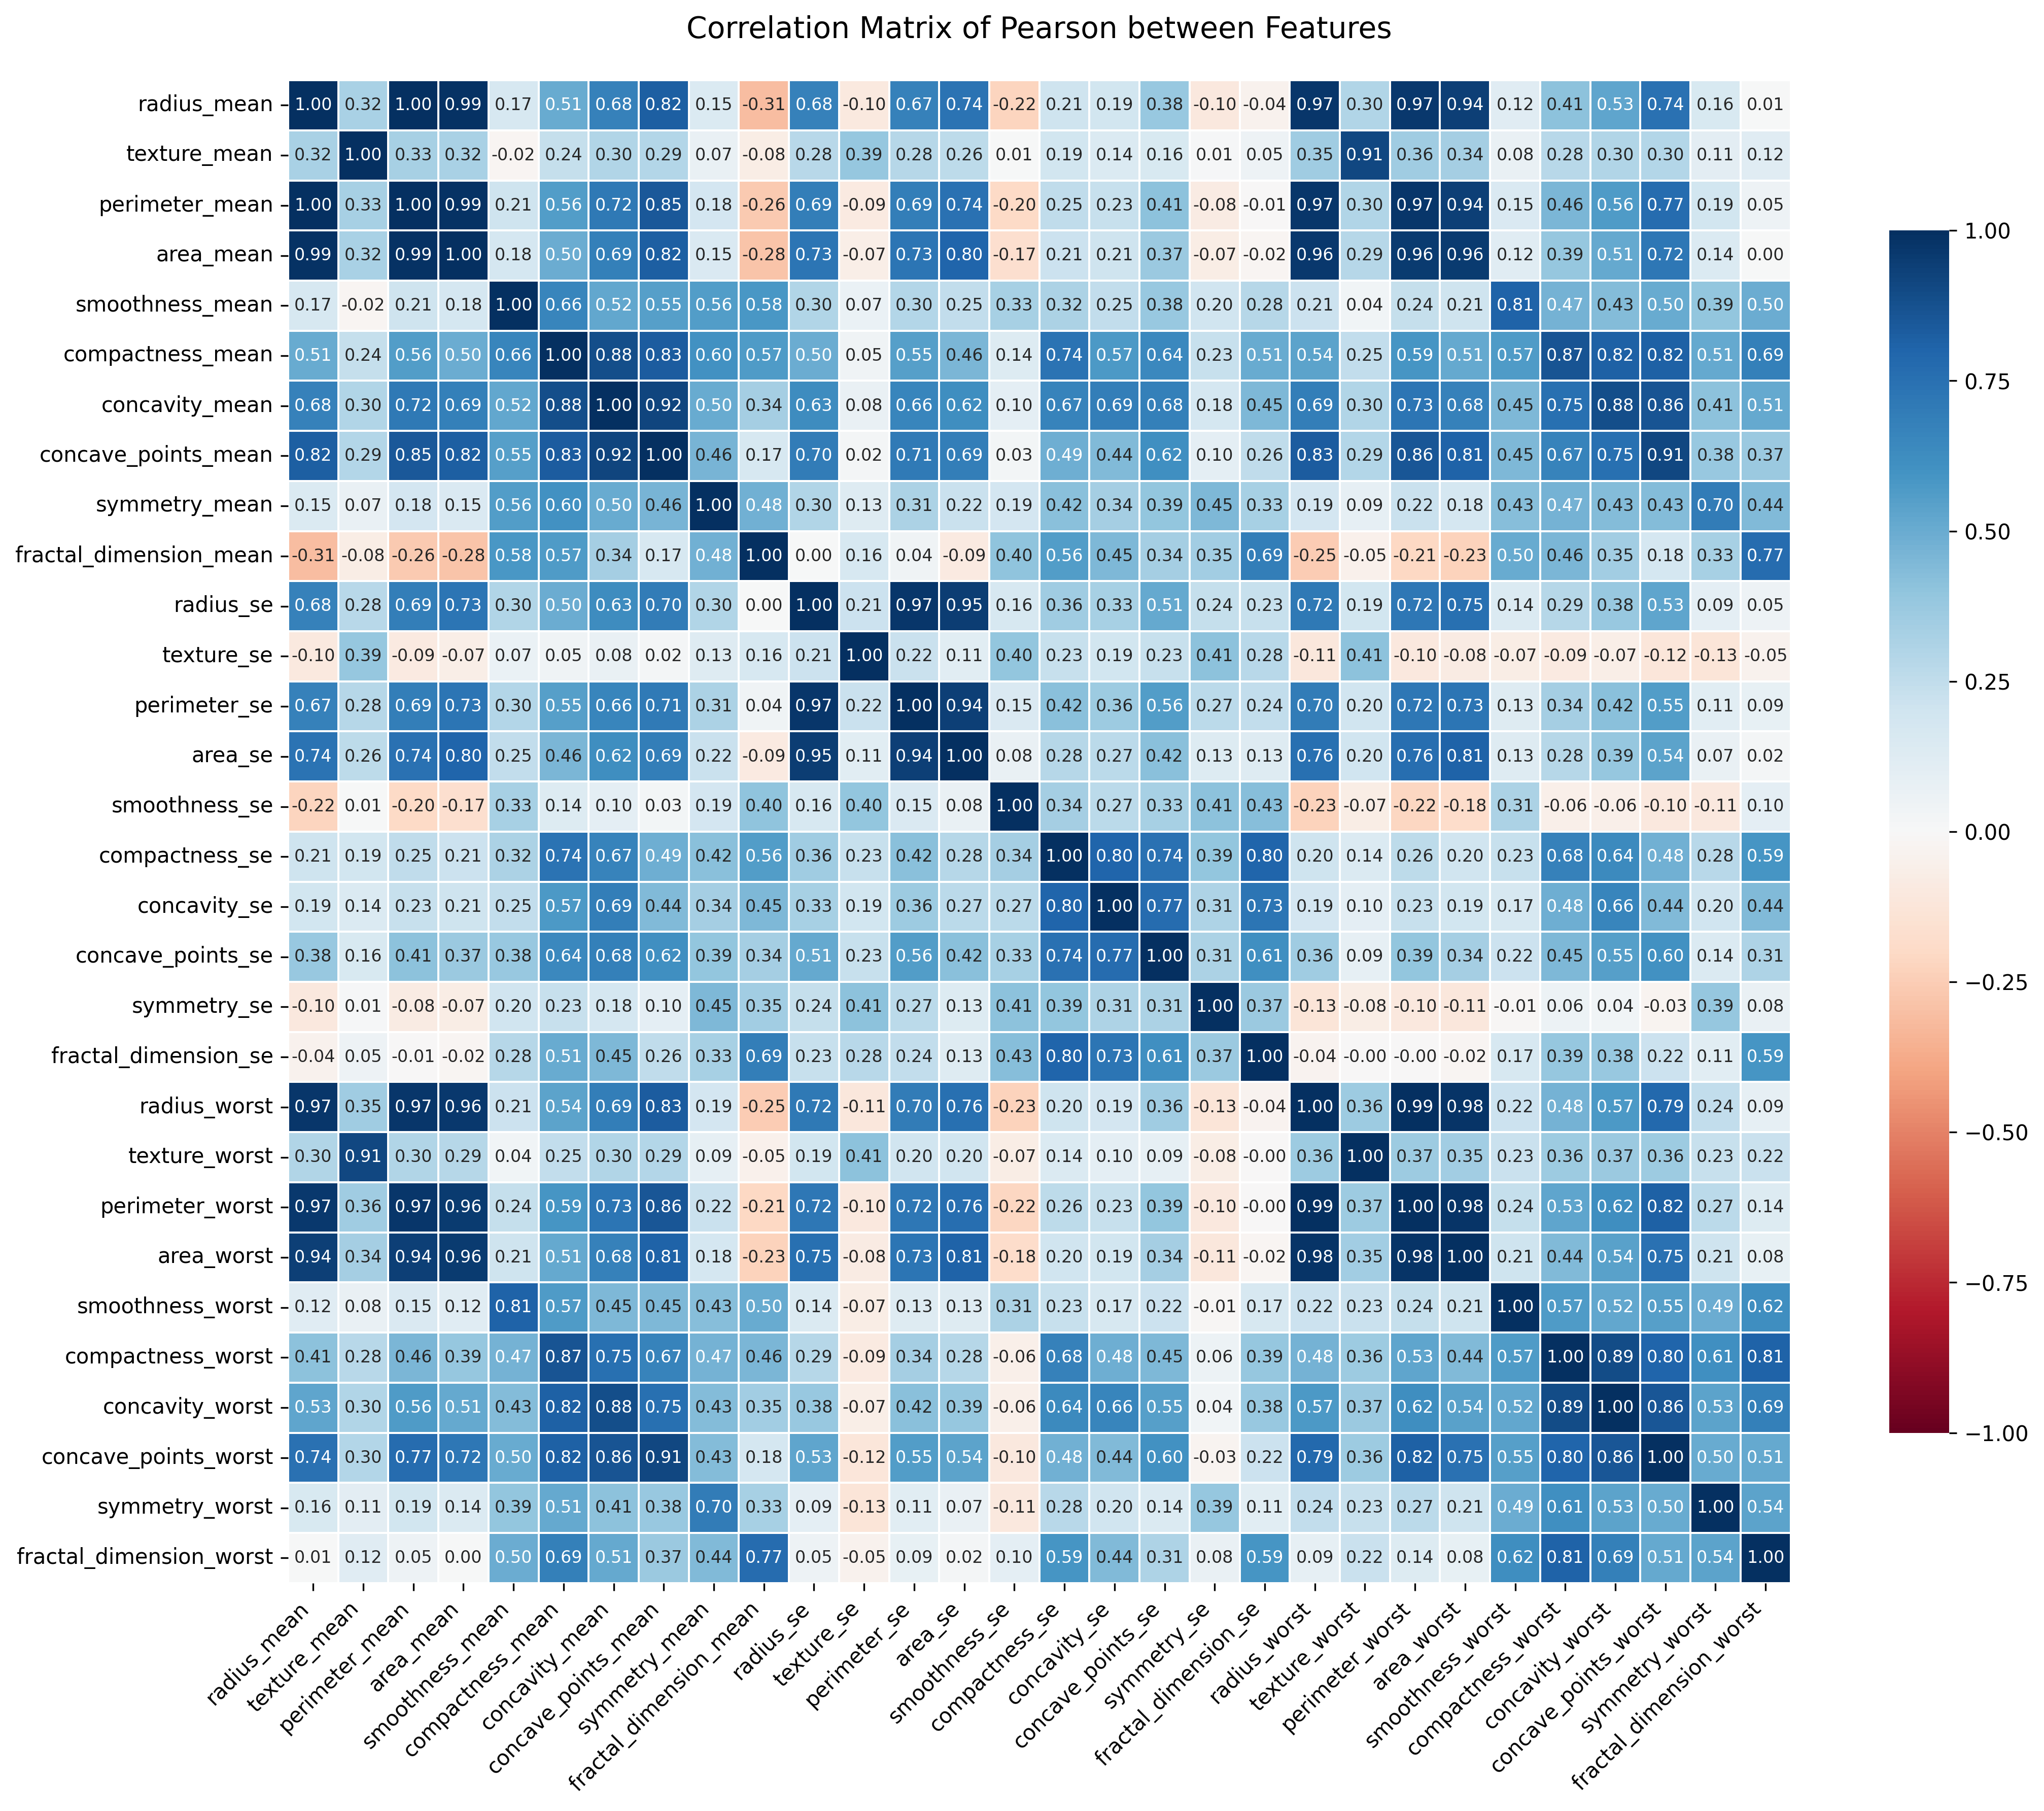 Correlation Matrix of Pearson between Features
radius_mean 1.00 0.32 1.00 0.99 0.17 0.51 0.68 0.82 0.15 -0.31 0.68 -0.10 0.67 0.74 -0.22 0.21 0.19 0.38 -0.10 -0.04 0.97 0.30 0.97 0.94 0.12 0.41 0.53 0.74 0.16 0.01
texture_mean 0.32 1.00 0.33 0.32 -0.02 0.24 0.30 0.29 0.07 -0.08 0.28 0.39 0.28 0.26 0.01 0.19 0.14 0.16 0.01 0.05 0.35 0.91 0.36 0.34 0.08 0.28 0.30 0.30 0.11 0.12
perimeter_mean 1.00 0.33 1.00 0.99 0.21 0.56 0.72 0.85 0.18 -0.26 0.69 -0.09 0.69 0.74 -0.20 0.25 0.23 0.41 -0.08 -0.01 0.97 0.30 0.97 0.94 0.15 0.46 0.56 0.77 0.19 0.05
area_mean 0.99 0.32 0.99 1.00 0.18 0.50 0.69 0.82 0.15 -0.28 0.73 -0.07 0.73 0.80 -0.17 0.21 0.21 0.37 -0.07 -0.02 0.96 0.29 0.96 0.96 0.12 0.39 0.51 0.72 0.14 0.00
smoothness_mean 0.17 -0.02 0.21 0.18 1.00 0.66 0.52 0.55 0.56 0.58 0.30 0.07 0.30 0.25 0.33 0.32 0.25 0.38 0.20 0.28 0.21 0.04 0.24 0.21 0.81 0.47 0.43 0.50 0.39 0.50
compactness_mean 0.51 0.24 0.56 0.50 0.66 1.00 0.88 0.83 0.60 0.57 0.50 0.05 0.55 0.46 0.14 0.74 0.57 0.64 0.23 0.51 0.54 0.25 0.59 0.51 0.57 0.87 0.82 0.82 0.51 0.69
concavity_mean 0.68 0.30 0.72 0.69 0.52 0.88 1.00 0.92 0.50 0.34 0.63 0.08 0.66 0.62 0.10 0.67 0.69 0.68 0.18 0.45 0.69 0.30 0.73 0.68 0.45 0.75 0.88 0.86 0.41 0.51
concave_points_mean 0.82 0.29 0.85 0.82 0.55 0.83 0.92 1.00 0.46 0.17 0.70 0.02 0.71 0.69 0.03 0.49 0.44 0.62 0.10 0.26 0.83 0.29 0.86 0.81 0.45 0.67 0.75 0.91 0.38 0.37
symmetry_mean 0.15 0.07 0.18 0.15 0.56 0.60 0.50 0.46 1.00 0.48 0.30 0.13 0.31 0.22 0.19 0.42 0.34 0.39 0.45 0.33 0.19 0.09 0.22 0.18 0.43 0.47 0.43 0.43 0.70 0.44
fractal_dimension_mean -0.31 -0.08 -0.26 -0.28 0.58 0.57 0.34 0.17 0.48 1.00 0.00 0.16 0.04 -0.09 0.40 0.56 0.45 0.34 0.35 0.69 -0.25 -0.05 -0.21 -0.23 0.50 0.46 0.35 0.18 0.33 0.77
radius_se 0.68 0.28 0.69 0.73 0.30 0.50 0.63 0.70 0.30 0.00 1.00 0.21 0.97 0.95 0.16 0.36 0.33 0.51 0.24 0.23 0.72 0.19 0.72 0.75 0.14 0.29 0.38 0.53 0.09 0.05
texture_se -0.10 0.39 -0.09 -0.07 0.07 0.05 0.08 0.02 0.13 0.16 0.21 1.00 0.22 0.11 0.40 0.23 0.19 0.23 0.41 0.28 -0.11 0.41 -0.10 -0.08 -0.07 -0.09 -0.07 -0.12 -0.13 -0.05
perimeter_se 0.67 0.28 0.69 0.73 0.30 0.55 0.66 0.71 0.31 0.04 0.97 0.22 1.00 0.94 0.15 0.42 0.36 0.56 0.27 0.24 0.70 0.20 0.72 0.73 0.13 0.34 0.42 0.55 0.11 0.09
area_se 0.74 0.26 0.74 0.80 0.25 0.46 0.62 0.69 0.22 -0.09 0.95 0.11 0.94 1.00 0.08 0.28 0.27 0.42 0.13 0.13 0.76 0.20 0.76 0.81 0.13 0.28 0.39 0.54 0.07 0.02
smoothness_se -0.22 0.01 -0.20 -0.17 0.33 0.14 0.10 0.03 0.19 0.40 0.16 0.40 0.15 0.08 1.00 0.34 0.27 0.33 0.41 0.43 -0.23 -0.07 -0.22 -0.18 0.31 -0.06 -0.06 -0.10 -0.11 0.10
compactness_se 0.21 0.19 0.25 0.21 0.32 0.74 0.67 0.49 0.42 0.56 0.36 0.23 0.42 0.28 0.34 1.00 0.80 0.74 0.39 0.80 0.20 0.14 0.26 0.20 0.23 0.68 0.64 0.48 0.28 0.59
concavity_se 0.19 0.14 0.23 0.21 0.25 0.57 0.69 0.44 0.34 0.45 0.33 0.19 0.36 0.27 0.27 0.80 1.00 0.77 0.31 0.73 0.19 0.10 0.23 0.19 0.17 0.48 0.66 0.44 0.20 0.44
concave_points_se 0.38 0.16 0.41 0.37 0.38 0.64 0.68 0.62 0.39 0.34 0.51 0.23 0.56 0.42 0.33 0.74 0.77 1.00 0.31 0.61 0.36 0.09 0.39 0.34 0.22 0.45 0.55 0.60 0.14 0.31
symmetry_se -0.10 0.01 -0.08 -0.07 0.20 0.23 0.18 0.10 0.45 0.35 0.24 0.41 0.27 0.13 0.41 0.39 0.31 0.31 1.00 0.37 -0.13 -0.08 -0.10 -0.11 -0.01 0.06 0.04 -0.03 0.39 0.08
fractal_dimension_se -0.04 0.05 -0.01 -0.02 0.28 0.51 0.45 0.26 0.33 0.69 0.23 0.28 0.24 0.13 0.43 0.80 0.73 0.61 0.37 1.00 -0.04 -0.00 -0.00 -0.02 0.17 0.39 0.38 0.22 0.11 0.59
radius_worst 0.97 0.35 0.97 0.96 0.21 0.54 0.69 0.83 0.19 -0.25 0.72 -0.11 0.70 0.76 -0.23 0.20 0.19 0.36 -0.13 -0.04 1.00 0.36 0.99 0.98 0.22 0.48 0.57 0.79 0.24 0.09
texture_worst 0.30 0.91 0.30 0.29 0.04 0.25 0.30 0.29 0.09 -0.05 0.19 0.41 0.20 0.20 -0.07 0.14 0.10 0.09 -0.08 -0.00 0.36 1.00 0.37 0.35 0.23 0.36 0.37 0.36 0.23 0.22
perimeter_worst 0.97 0.36 0.97 0.96 0.24 0.59 0.73 0.86 0.22 -0.21 0.72 -0.10 0.72 0.76 -0.22 0.26 0.23 0.39 -0.10 -0.00 0.99 0.37 1.00 0.98 0.24 0.53 0.62 0.82 0.27 0.14
area_worst 0.94 0.34 0.94 0.96 0.21 0.51 0.68 0.81 0.18 -0.23 0.75 -0.08 0.73 0.81 -0.18 0.20 0.19 0.34 -0.11 -0.02 0.98 0.35 0.98 1.00 0.21 0.44 0.54 0.75 0.21 0.08
smoothness_worst 0.12 0.08 0.15 0.12 0.81 0.57 0.45 0.45 0.43 0.50 0.14 -0.07 0.13 0.13 0.31 0.23 0.17 0.22 -0.01 0.17 0.22 0.23 0.24 0.21 1.00 0.57 0.52 0.55 0.49 0.62
compactness_worst 0.41 0.28 0.46 0.39 0.47 0.87 0.75 0.67 0.47 0.46 0.29 -0.09 0.34 0.28 -0.06 0.68 0.48 0.45 0.06 0.39 0.48 0.36 0.53 0.44 0.57 1.00 0.89 0.80 0.61 0.81
concavity_worst 0.53 0.30 0.56 0.51 0.43 0.82 0.88 0.75 0.43 0.35 0.38 -0.07 0.42 0.39 -0.06 0.64 0.66 0.55 0.04 0.38 0.57 0.37 0.62 0.54 0.52 0.89 1.00 0.86 0.53 0.69
concave_points_worst 0.74 0.30 0.77 0.72 0.50 0.82 0.86 0.91 0.43 0.18 0.53 -0.12 0.55 0.54 -0.10 0.48 0.44 0.60 -0.03 0.22 0.79 0.36 0.82 0.75 0.55 0.80 0.86 1.00 0.50 0.51
symmetry_worst 0.16 0.11 0.19 0.14 0.39 0.51 0.41 0.38 0.70 0.33 0.09 -0.13 0.11 0.07 -0.11 0.28 0.20 0.14 0.39 0.11 0.24 0.23 0.27 0.21 0.49 0.61 0.53 0.50 1.00 0.54
fractal_dimension_worst 0.01 0.12 0.05 0.00 0.50 0.69 0.51 0.37 0.44 0.77 0.05 -0.05 0.09 0.02 0.10 0.59 0.44 0.31 0.08 0.59 0.09 0.22 0.14 0.08 0.62 0.81 0.69 0.51 0.54 1.00
radius_mean
texture_mean
perimeter_mean
area_mean
smoothness_mean
compactness_mean
concavity_mean
concave_points_mean
symmetry_mean
fractal_dimension_mean
radius_se
texture_se
perimeter_se
area_se
smoothness_se
compactness_se
concavity_se
concave_points_se
symmetry_se
fractal_dimension_se
radius_worst
texture_worst
perimeter_worst
area_worst
smoothness_worst
compactness_worst
concavity_worst
concave_points_worst
symmetry_worst
fractal_dimension_worst
1.00
0.75
0.50
0.25
0.00
−0.25
−0.50
−0.75
−1.00